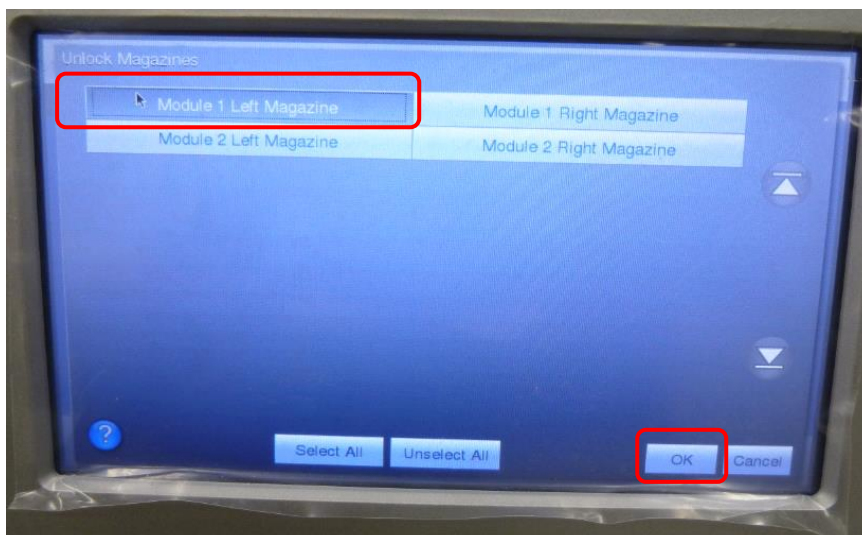 Unlock Magazines
Module 1 Left Magazine
Module 1 Right Magazine
Module 2 Left Magazine
Module 2 Right Magazine
?
Select All
Unselect All
OK
Cancel